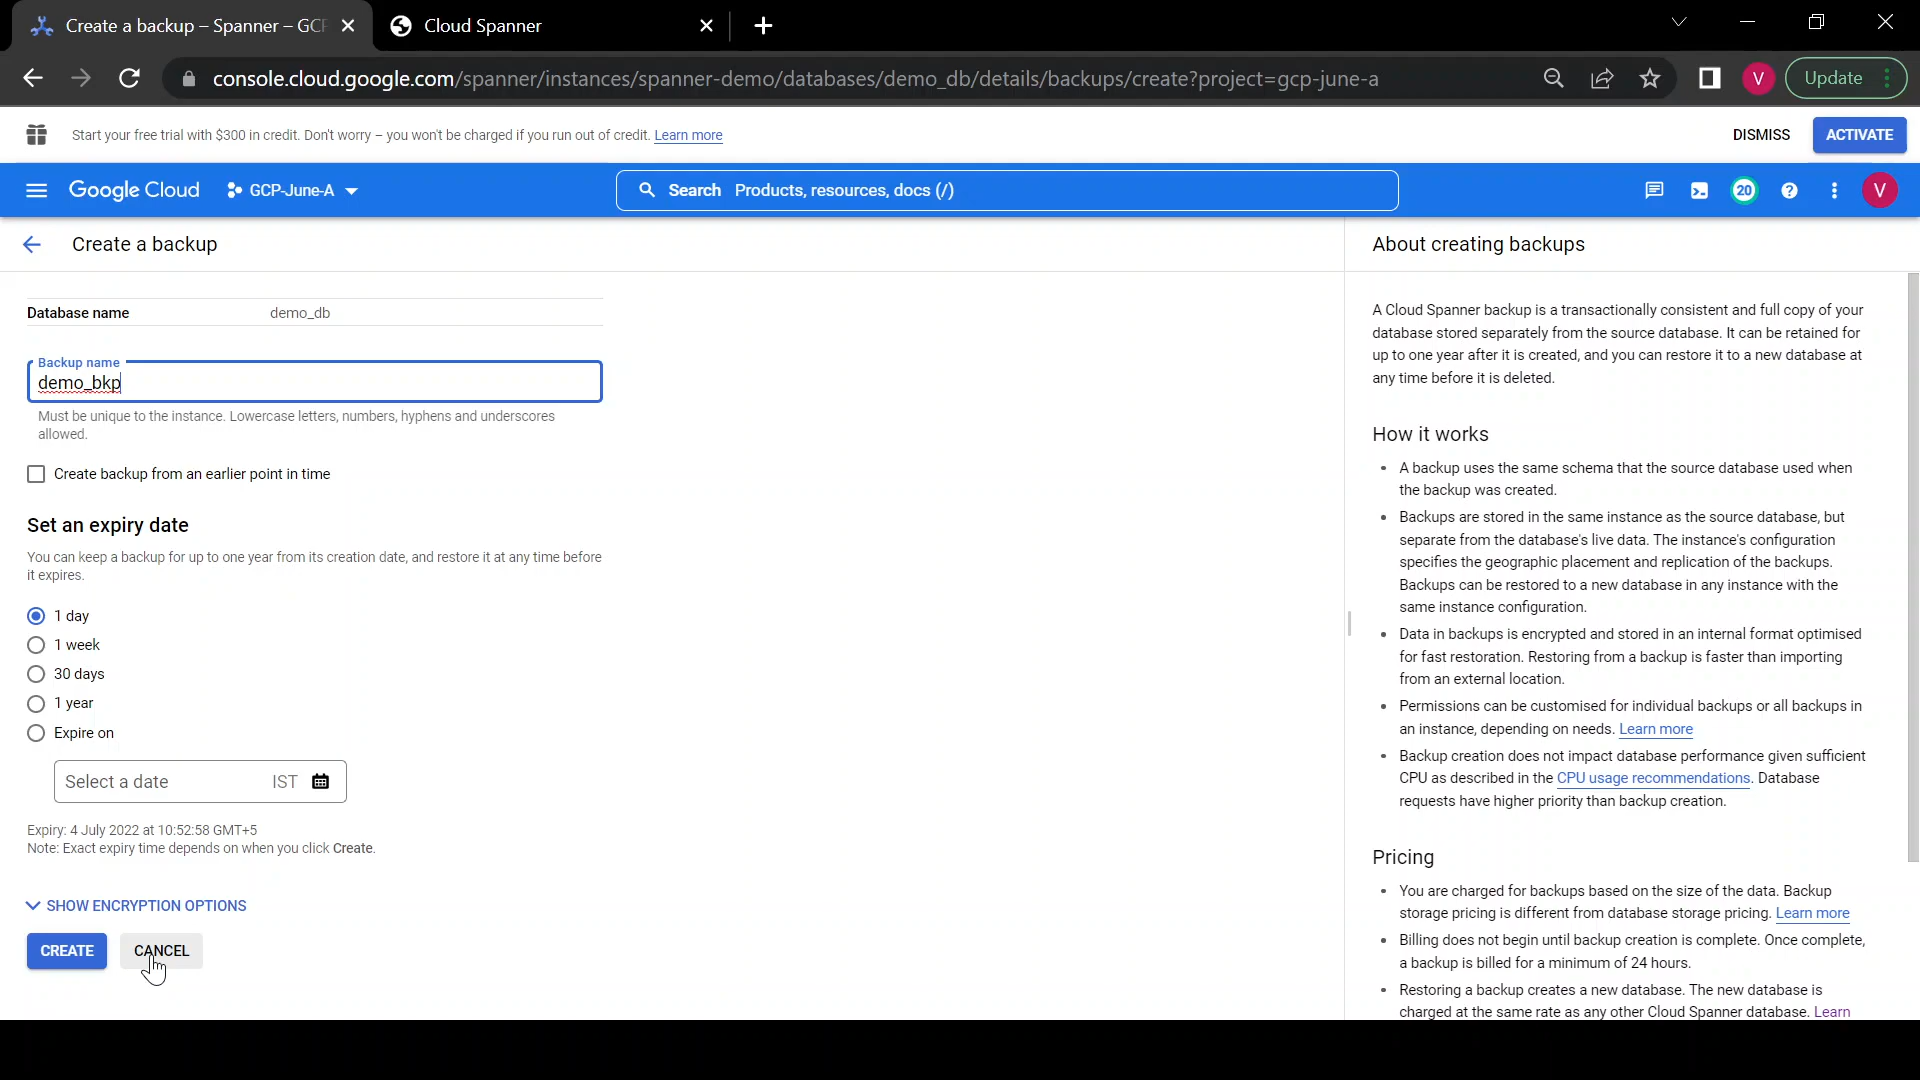 Create a backup – Spanner – GCF
Cloud Spanner
console.cloud.google.com/spanner/instances/spanner-demo/databases/demo_db/details/backups/create?project=gcp-june-a
V
Update
Start your free trial with $300 in credit. Don't worry – you won't be charged if you run out of credit. Learn more
DISMISS
ACTIVATE
Google Cloud
GCP-June-A
Search Products, resources, docs (/)
20
V
Create a backup
Database name demo_db
Backup name
demo_bkp
Must be unique to the instance. Lowercase letters, numbers, hyphens and underscores
allowed.
Create backup from an earlier point in time
Set an expiry date
You can keep a backup for up to one year from its creation date, and restore it at any time before
it expires.
1 day
1 week
30 days
1 year
Expire on
Select a date IST
Expiry: 4 July 2022 at 10:52:58 GMT+5
Note: Exact expiry time depends on when you click Create.
SHOW ENCRYPTION OPTIONS
CREATE
CANCEL
About creating backups
A Cloud Spanner backup is a transactionally consistent and full copy of your
database stored separately from the source database. It can be retained for
up to one year after it is created, and you can restore it to a new database at
any time before it is deleted.
How it works
• A backup uses the same schema that the source database used when
the backup was created.
• Backups are stored in the same instance as the source database, but
separate from the database's live data. The instance's configuration
specifies the geographic placement and replication of the backups.
Backups can be restored to a new database in any instance with the
same instance configuration.
• Data in backups is encrypted and stored in an internal format optimised
for fast restoration. Restoring from a backup is faster than importing
from an external location.
• Permissions can be customised for individual backups or all backups in
an instance, depending on needs. Learn more
• Backup creation does not impact database performance given sufficient
CPU as described in the CPU usage recommendations. Database
requests have higher priority than backup creation.
Pricing
• You are charged for backups based on the size of the data. Backup
storage pricing is different from database storage pricing. Learn more
• Billing does not begin until backup creation is complete. Once complete,
a backup is billed for a minimum of 24 hours.
• Restoring a backup creates a new database. The new database is
charged at the same rate as any other Cloud Spanner database. Learn